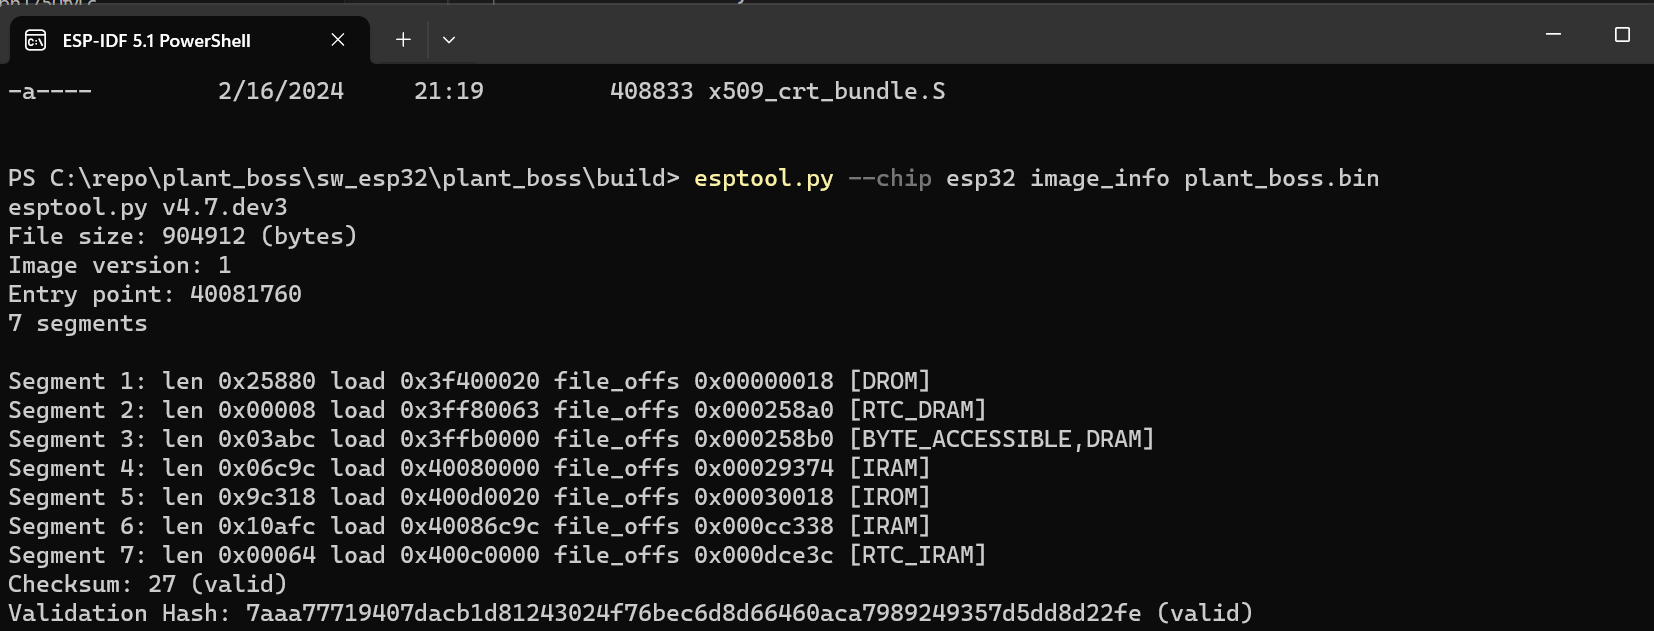 ESP-IDF 5.1 PowerShell
-a---- 2/16/2024 21:19 408833 x509_crt_bundle.S
PS C:\repo\plant_boss\sw_esp32\plant_boss\build> esptool.py --chip esp32 image_info plant_boss.bin
esptool.py v4.7.dev3
File size: 904912 (bytes)
Image version: 1
Entry point: 40081760
7 segments
Segment 1: len 0x25880 load 0x3f400020 file_offs 0x00000018 [DROM]
Segment 2: len 0x00008 load 0x3ff80063 file_offs 0x000258a0 [RTC_DRAM]
Segment 3: len 0x03abc load 0x3ffb0000 file_offs 0x000258b0 [BYTE_ACCESSIBLE,DRAM]
Segment 4: len 0x06c9c load 0x40080000 file_offs 0x00029374 [IRAM]
Segment 5: len 0x9c318 load 0x400d0020 file_offs 0x00030018 [IROM]
Segment 6: len 0x10afc load 0x40086c9c file_offs 0x000cc338 [IRAM]
Segment 7: len 0x00064 load 0x400c0000 file_offs 0x000dce3c [RTC_IRAM]
Checksum: 27 (valid)
Validation Hash: 7aaa77719407dacb1d81243024f76bec6d8d66460aca7989249357d5dd8d22fe (valid)